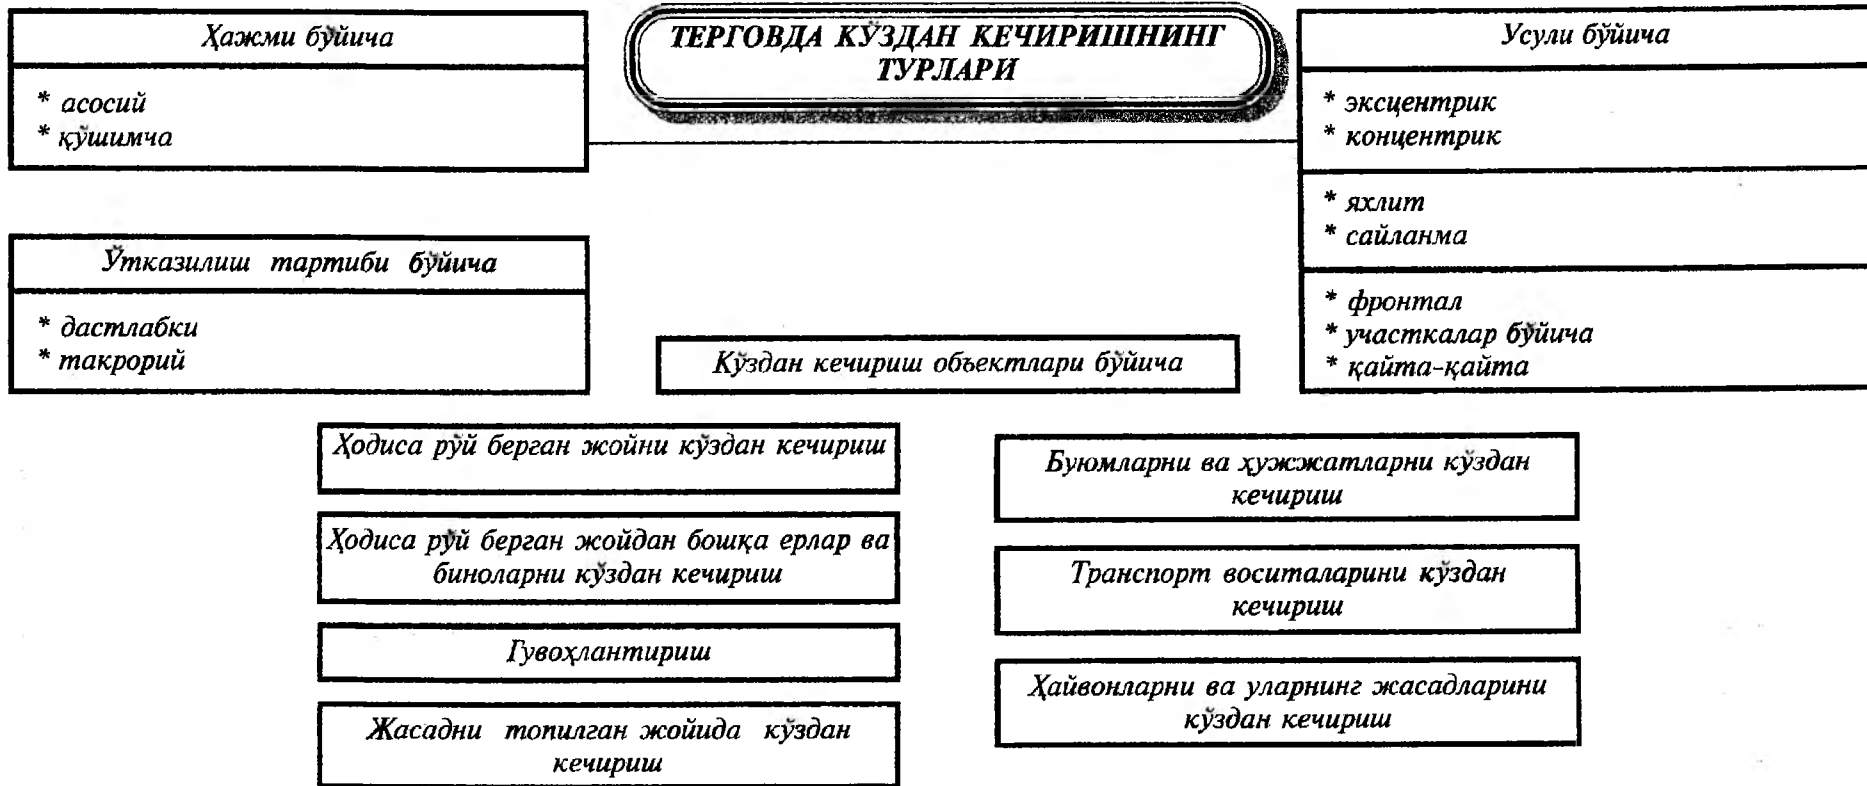 ТЕРГОВДА КЎЗДАН КЕЧИРИШНИНГ
ТУРЛАРИ
Ҳажми бўйича
* асосий
* қўшимча
Ўтказилиш тартиби бўйича
* дастлабки
* такрорий
Усули бўйича
* эксцентрик
* концентрик
* яхлит
* сайланма
* фронтал
* участкалар бўйича
* қайта-қайта
Кўздан кечириш объектлари бўйича
Ҳодиса рўй берган жойни кўздан кечириш
Ҳодиса рўй берган жойдан бошқа ерлар ва
биноларни кўздан кечириш
Гувоҳлантириш
Жасадни топилган жойида кўздан
кечириш
Буюмларни ва ҳужжатларни кўздан
кечириш
Транспорт воситаларини кўздан
кечириш
Ҳайвонларни ва уларнинг жасадларини
кўздан кечириш